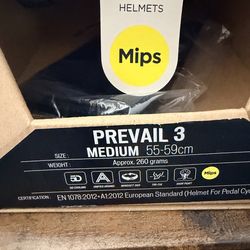 HELMETS
Mips
PREVAIL 3
SIZE : MEDIUM 55-59cm
WEIGHT : Approx. 260 grams
Mips
CERTIFICATION : EN 1078:2012+A1:2012 European Standard (Helmet For Pedal Cyc